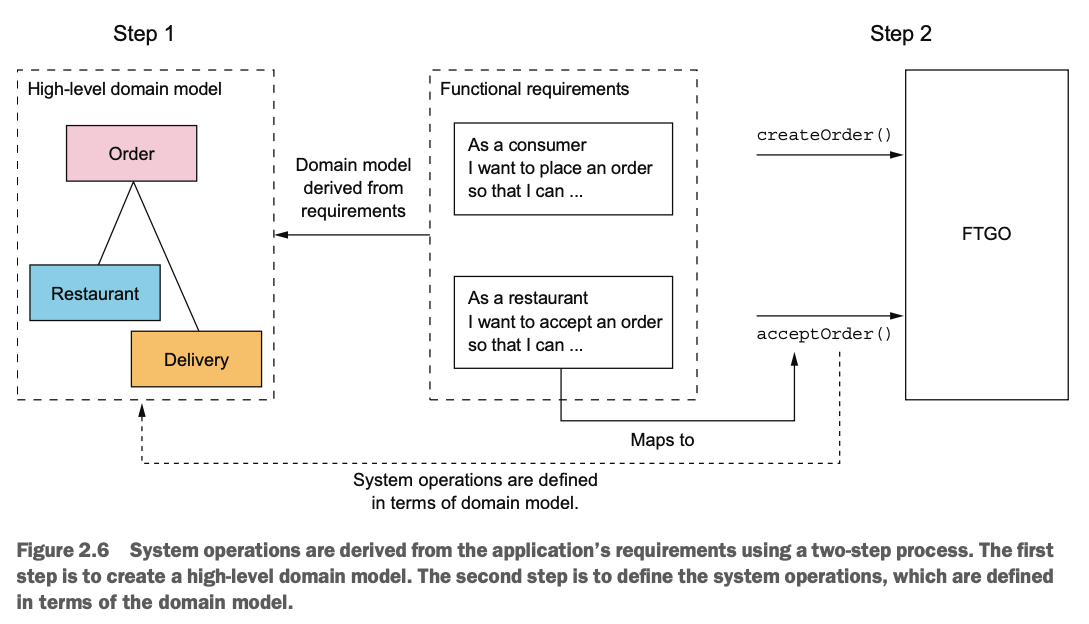 Step 1
Step 2
High-level domain model
Order
Restaurant
Delivery
Domain model
derived from
requirements
Functional requirements
As a consumer
I want to place an order
so that I can ...
As a restaurant
I want to accept an order
so that I can ...
createOrder()
acceptOrder()
FTGO
Maps to
System operations are defined
in terms of domain model.
Figure 2.6 System operations are derived from the application’s requirements using a two-step process. The first
step is to create a high-level domain model. The second step is to define the system operations, which are defined
in terms of the domain model.